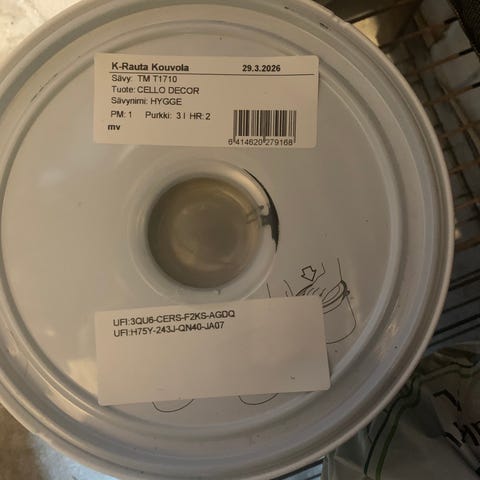 K-Rauta Kouvola 29.3.2026
Sävy: TM T1710
Tuote: CELLO DECOR
Sävynimi: HYGGE
PM: 1 Purkki: 3 l HR: 2
mv
6 414620 279168
UFI:3QU6-CERS-F2KS-AGDQ
UFI:H75Y-243J-QN40-JA07